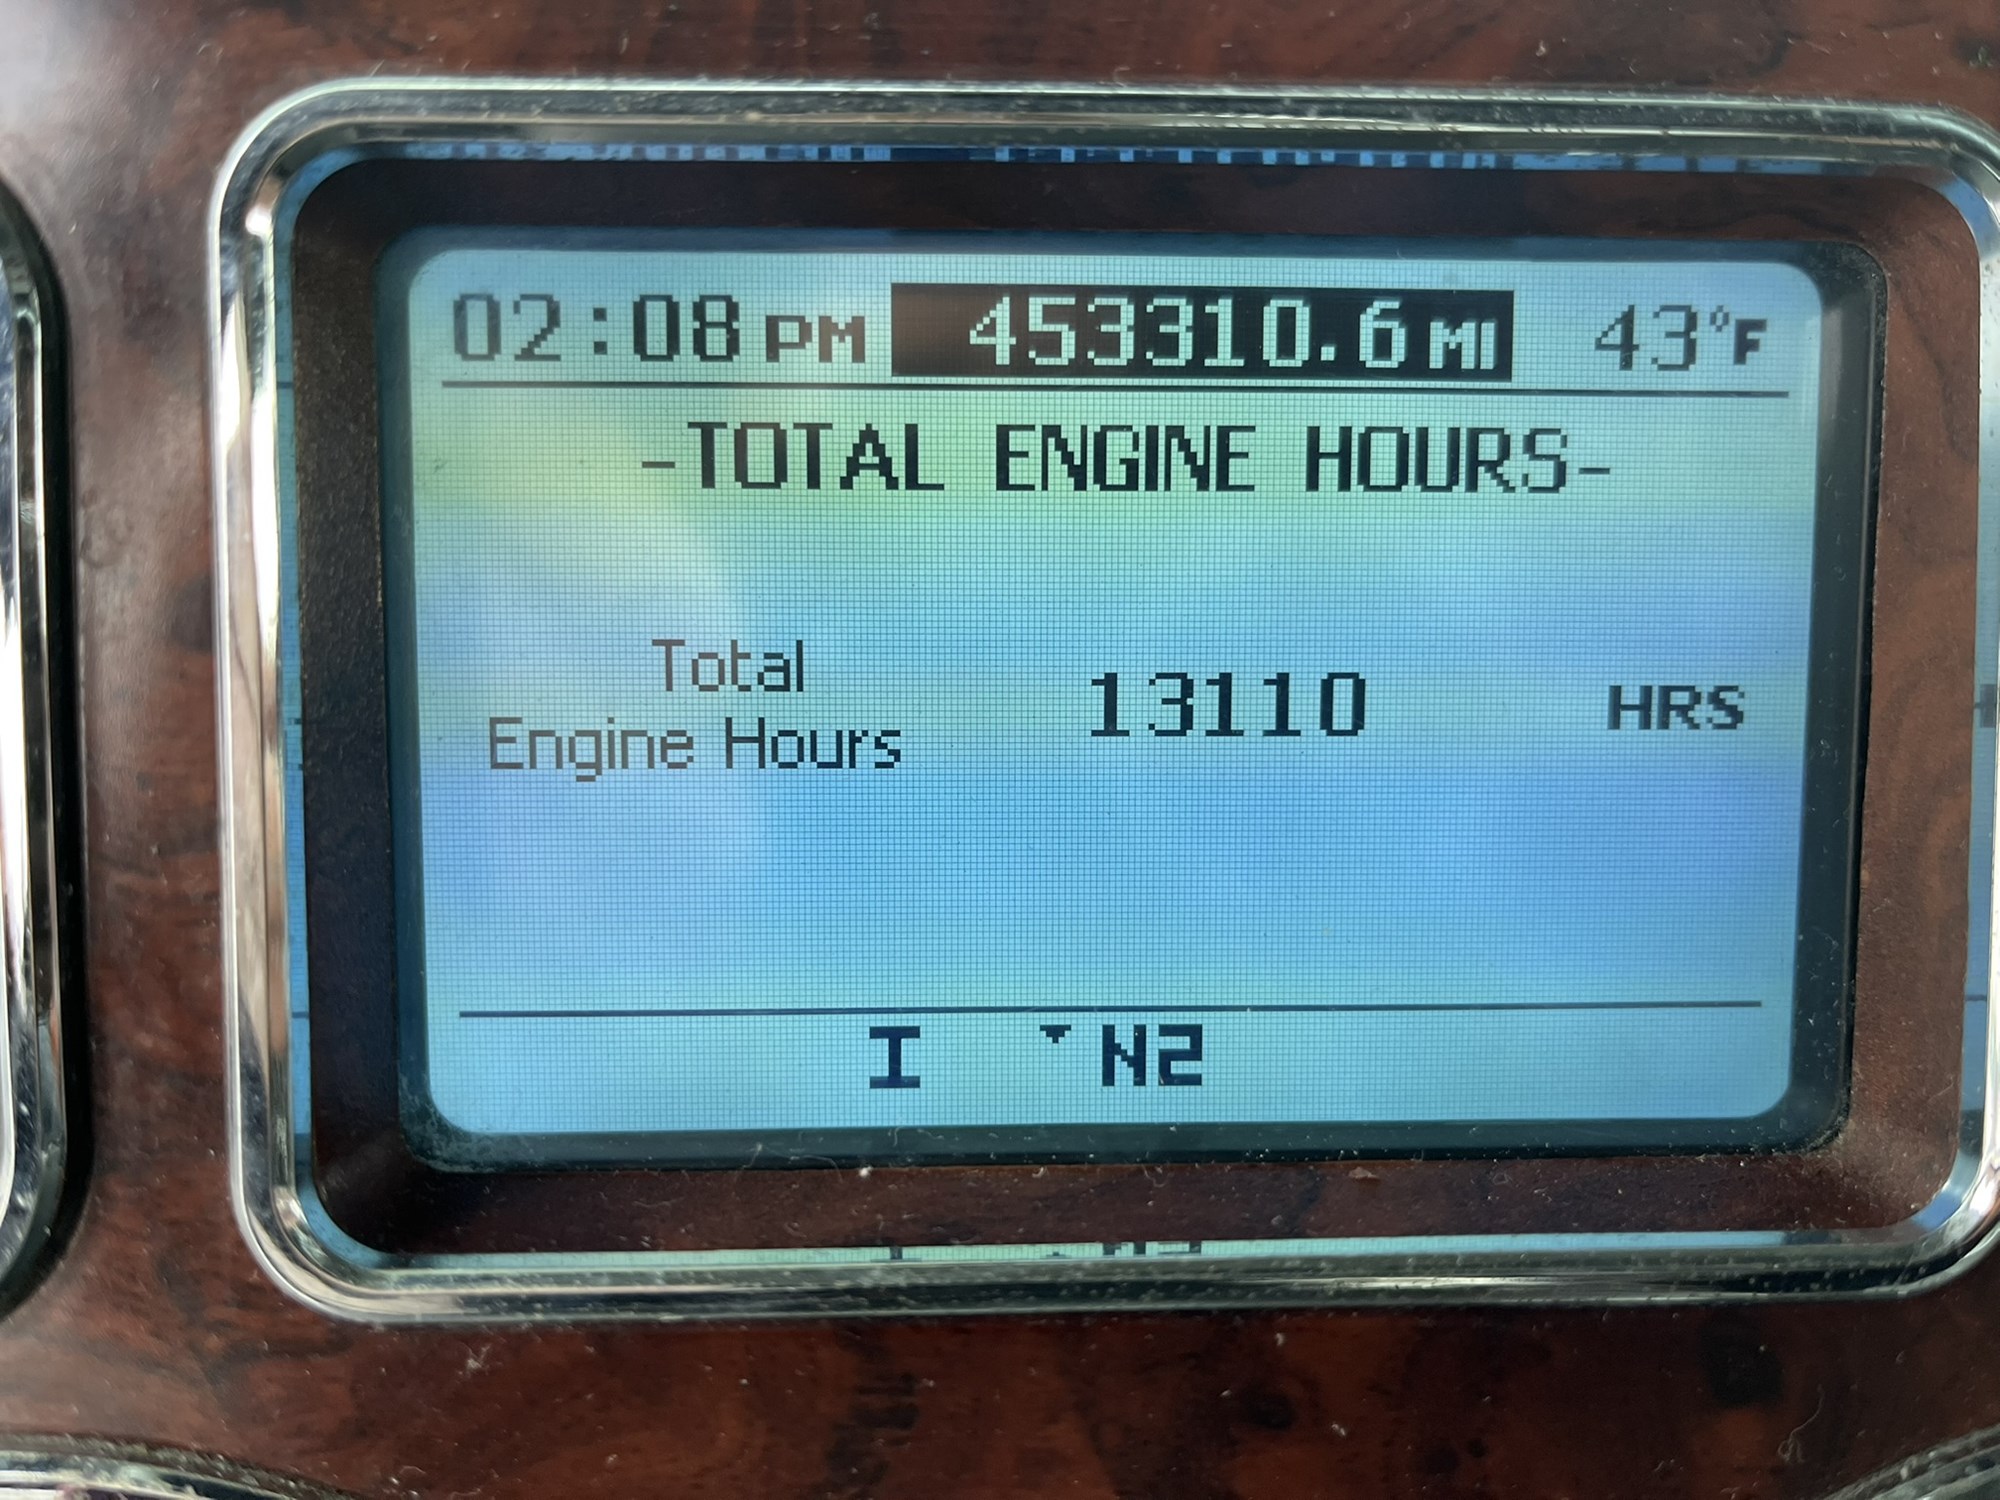 02:08 PM 453310.6 MI 43°F
-TOTAL ENGINE HOURS-
Total
Engine Hours 13110 HRS
I ▾ N2